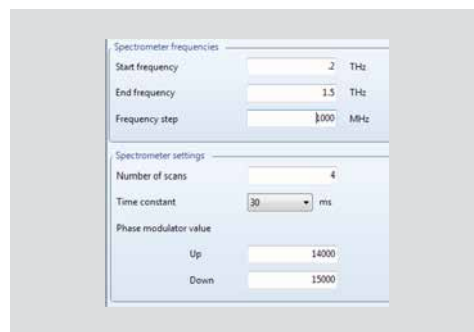 Spectrometer frequencies
Start frequency .2 THz
End frequency 1.5 THz
Frequency step 1000 MHz
Spectrometer settings
Number of scans 4
Time constant 30 ms
Phase modulator value
Up 14000
Down 15000